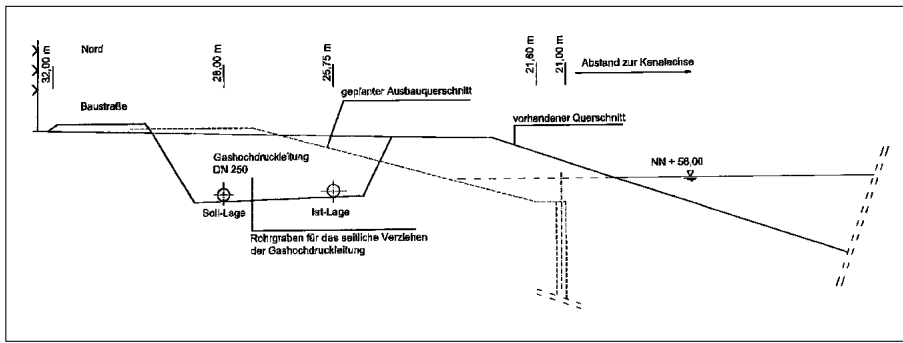 Nord
32,00 m
28,00 m
25,75 m
21,60 m
21,00 m
Abstand zur Kanalachse
Baustraße
geplanter Ausbauquerschnitt
vorhandener Querschnitt
Gashochdruckleitung
DN 250
NN + 56,00
Soll-Lage
Ist-Lage
Rohrgraben für das seitliche Verziehen
der Gashochdruckleitung